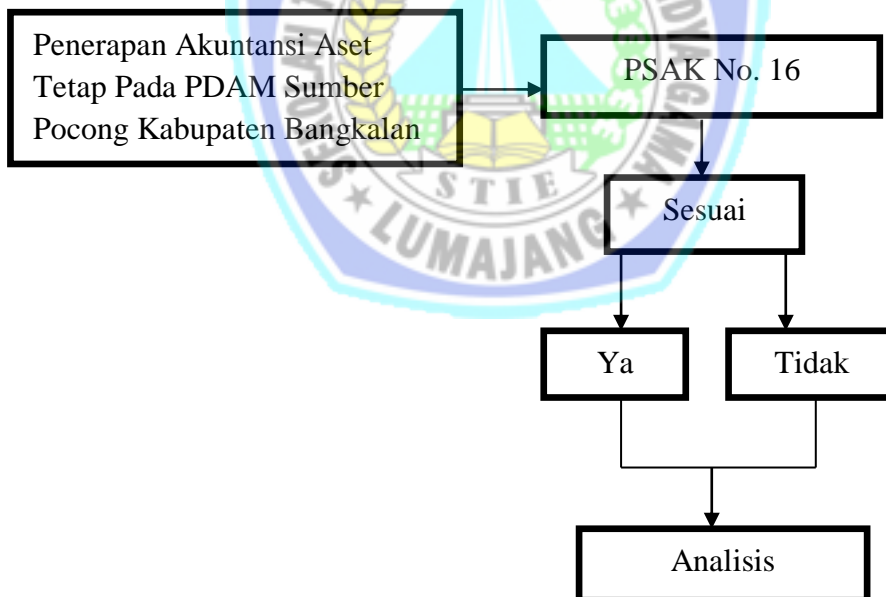 Penerapan Akuntansi Aset
Tetap Pada PDAM Sumber
Pocong Kabupaten Bangkalan
PSAK No. 16
STIE
LUMAJANG
Sesuai
Ya
Tidak
Analisis